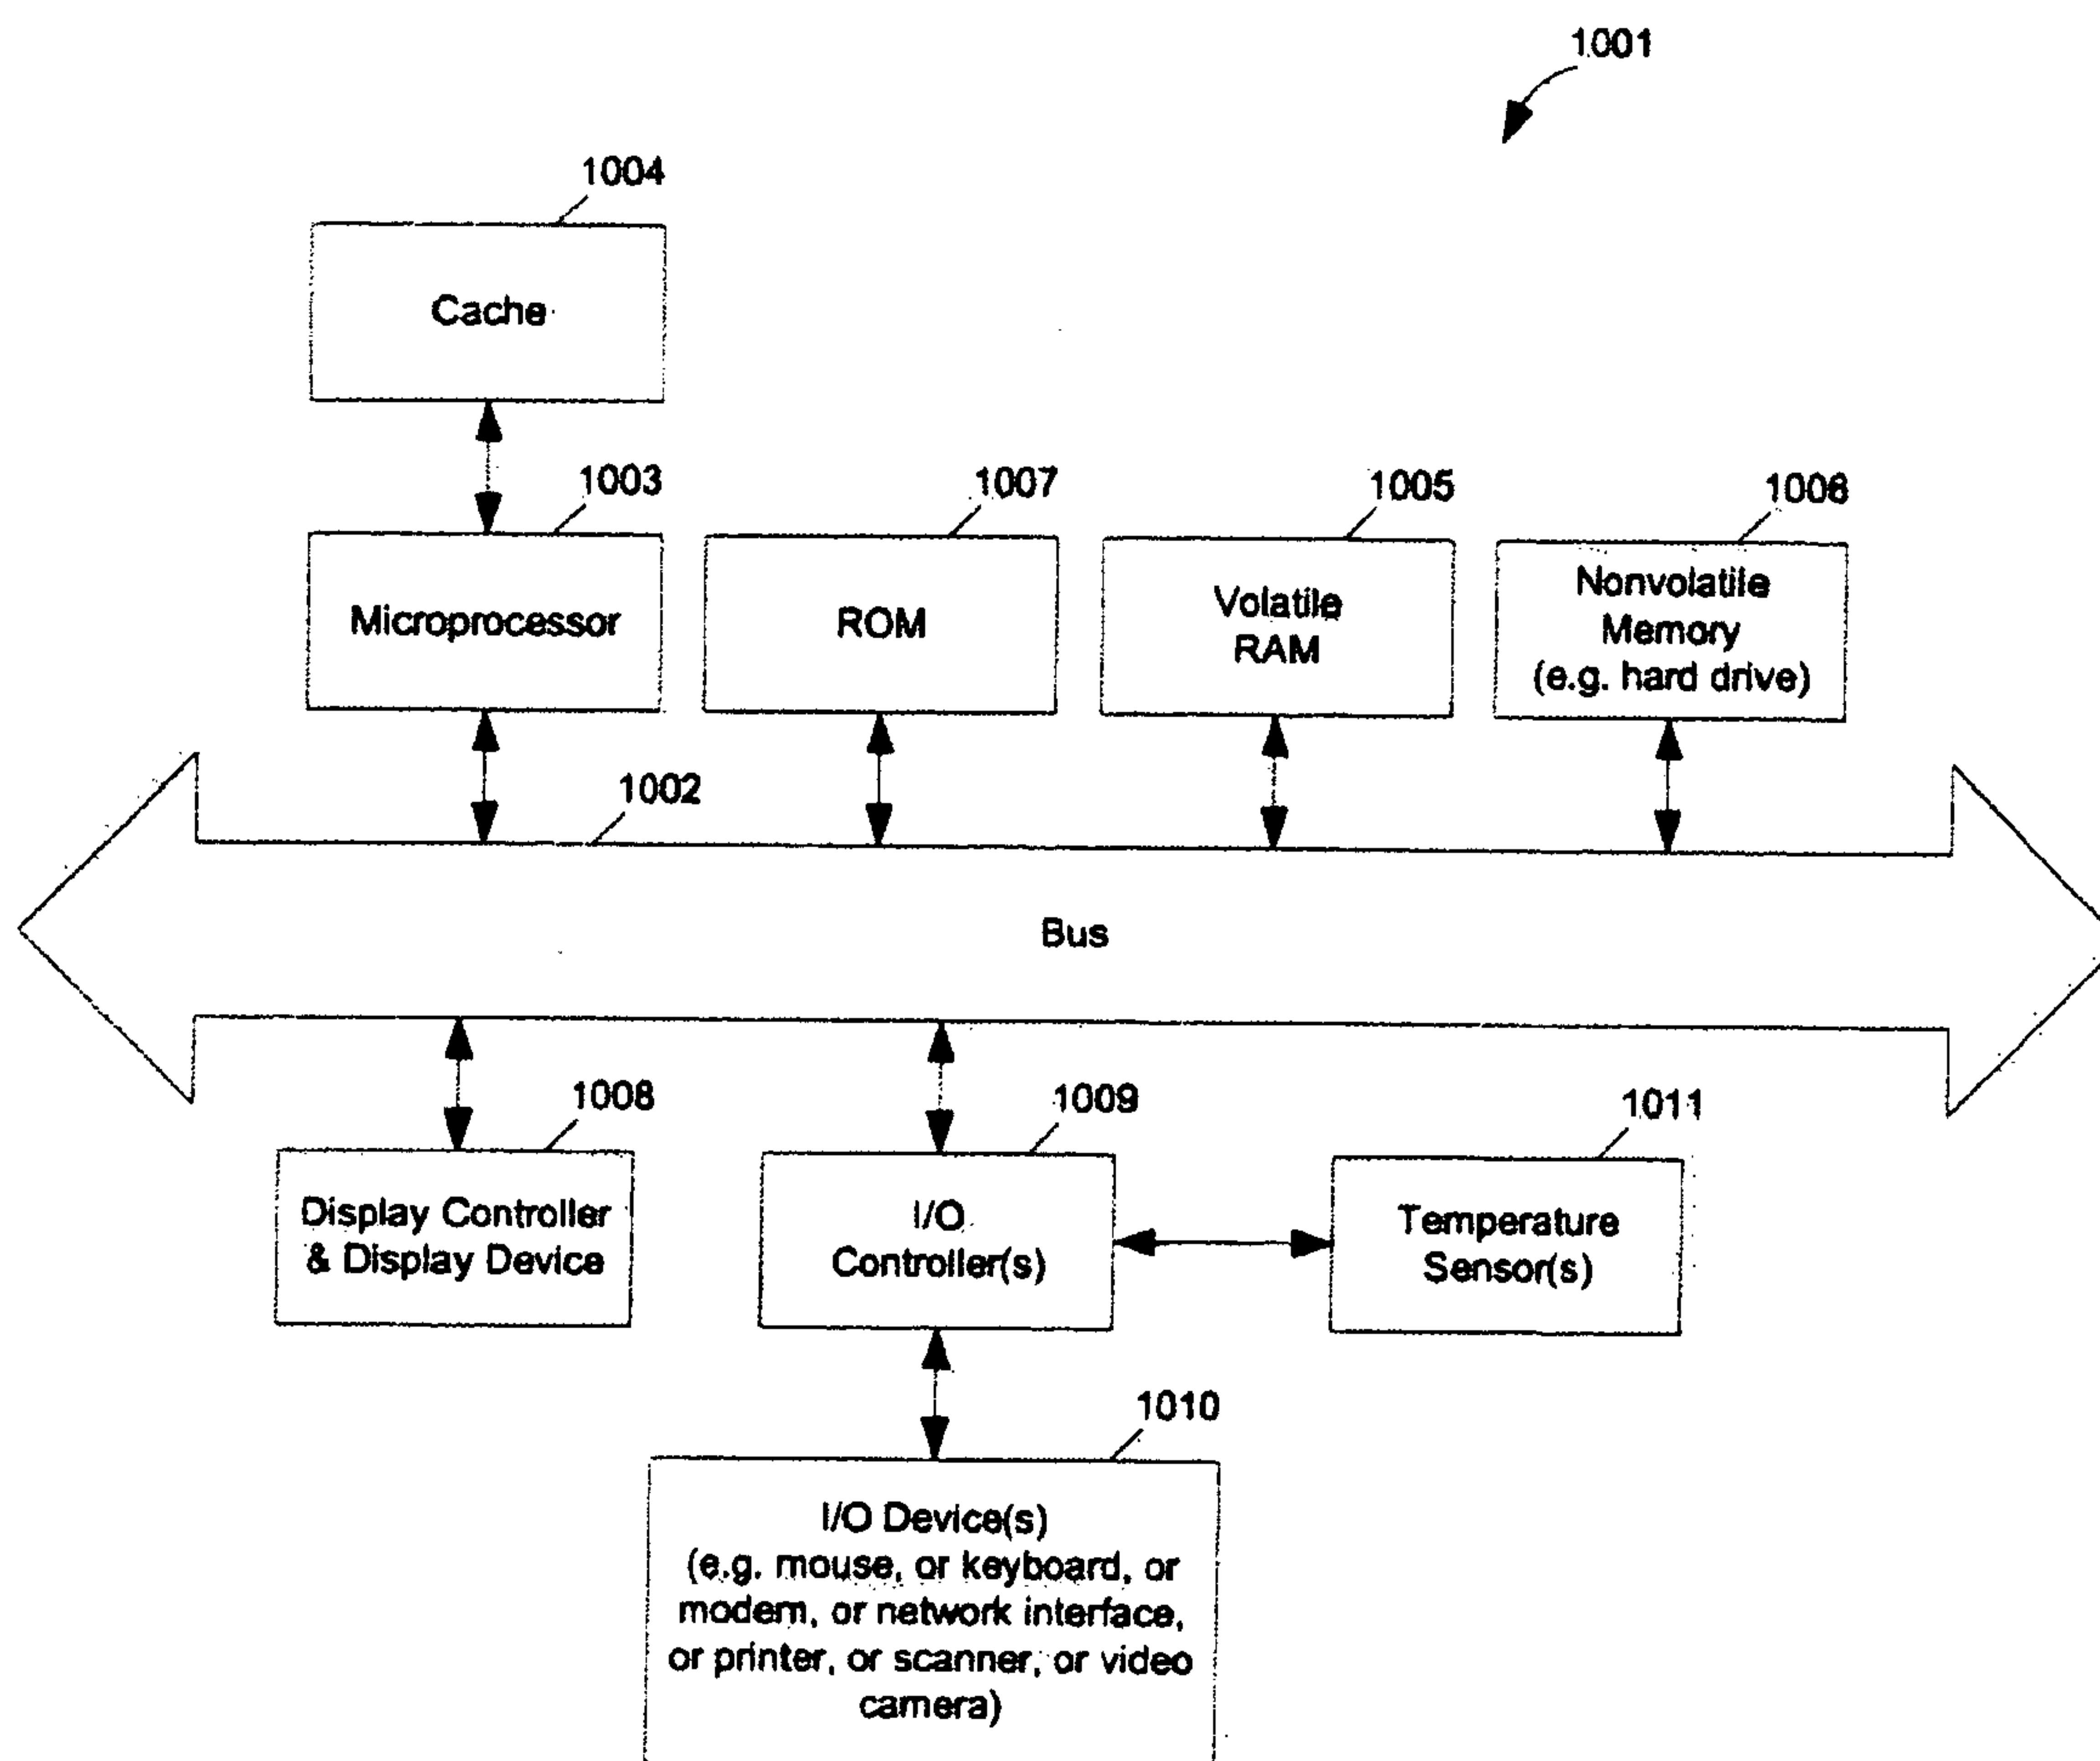 1001
1004
Cache
1003
1007
1005
1006
Microprocessor
ROM
Volatile
RAM
Nonvolatile
Memory
(e.g. hard drive)
1002
Bus
1008
1009
1011
Display Controller
& Display Device
I/O
Controller(s)
Temperature
Sensor(s)
1010
I/O Device(s)
(e.g. mouse, or keyboard, or
modem, or network interface,
or printer, or scanner, or video
camera)